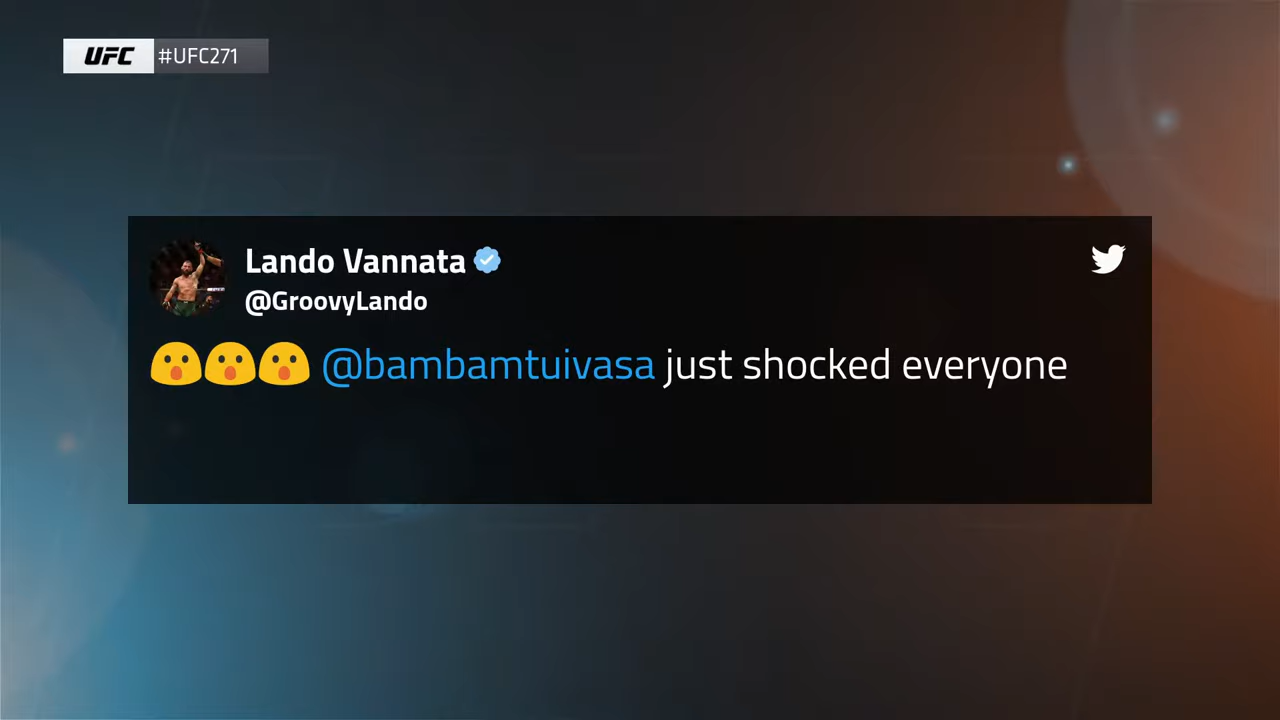 UFC #UFC271
Lando Vannata
@GroovyLando
😮😮😮 @bambamtuivasa just shocked everyone